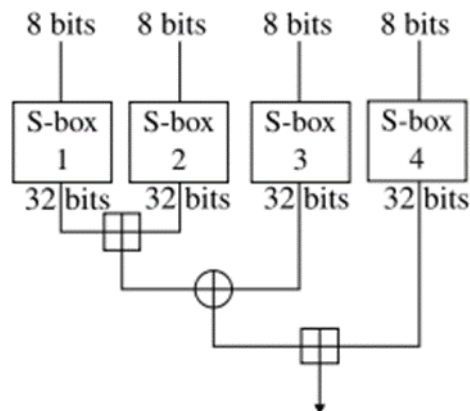 8 bits 8 bits 8 bits 8 bits
S-box S-box S-box S-box
1 2 3 4
32 bits 32 bits 32 bits 32 bits